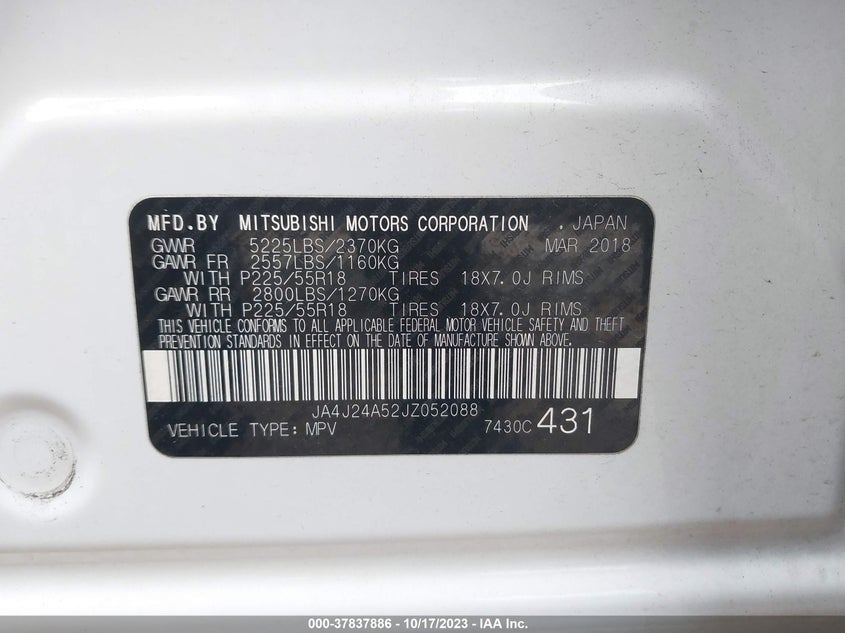 MFD.BY MITSUBISHI MOTORS CORPORATION . JAPAN
GVWR 5225LBS/2370KG MAR 2018
GAWR FR 2557LBS/1160KG
WITH P225/55R18 TIRES 18X7.0J RIMS
GAWR RR 2800LBS/1270KG
WITH P225/55R18 TIRES 18X7.0J RIMS
THIS VEHICLE CONFORMS TO ALL APPLICABLE FEDERAL MOTOR VEHICLE SAFETY AND THEFT
PREVENTION STANDARDS IN EFFECT ON THE DATE OF MANUFACTURE SHOWN ABOVE.
JA4J24A52JZ052088
VEHICLE TYPE: MPV 7430C 431
000-37837886 - 10/17/2023 - IAA Inc.